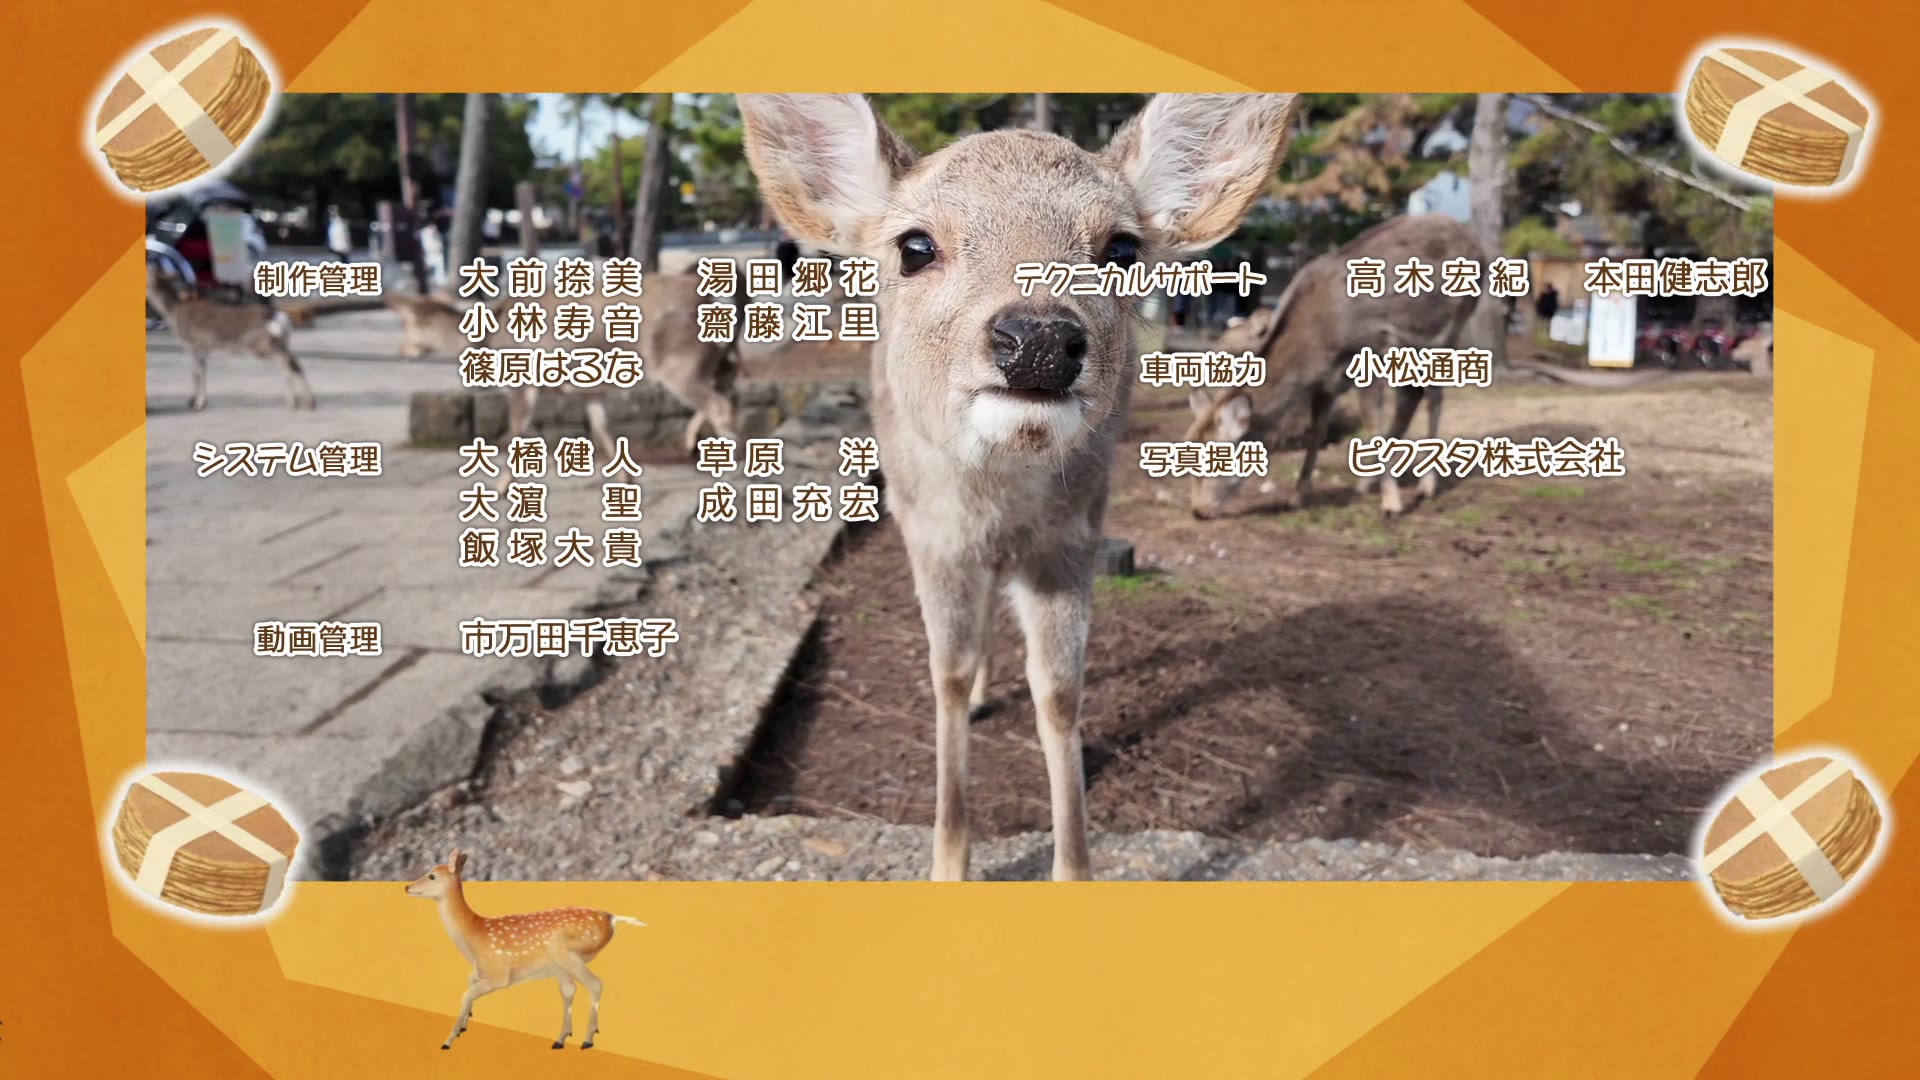 制作管理 大前捺美 湯田郷花
小林寿音 齋藤江里
篠原はるな
システム管理 大橋健人 草原洋
大濵聖 成田充宏
飯塚大貴
動画管理 市万田千恵子
テクニカルサポート 高木宏紀 本田健志郎
車両協力 小松通商
写真提供 ピクスタ株式会社